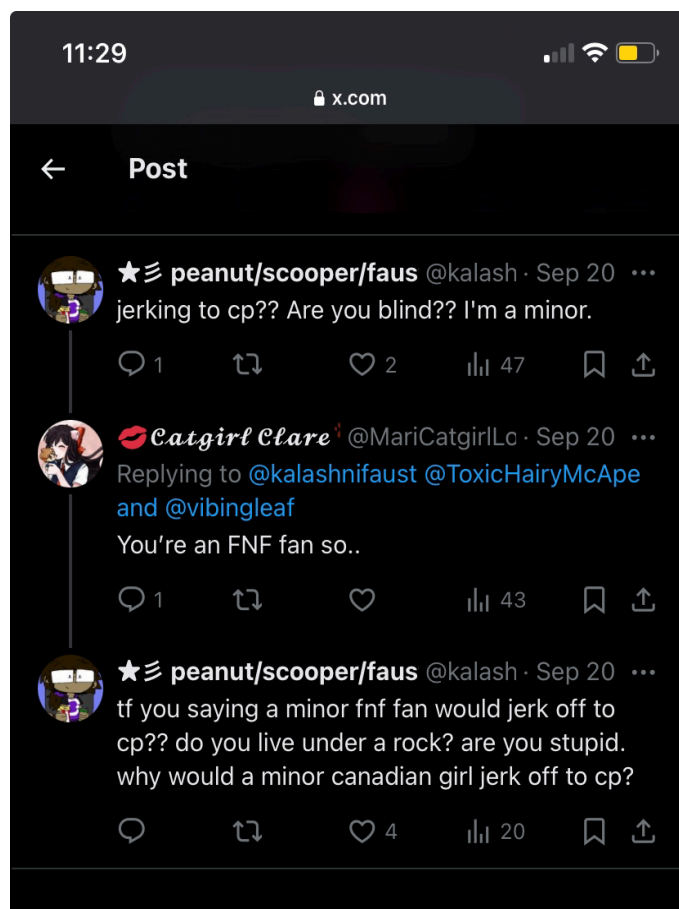 11:29
x.com
Post
★彡 peanut/scooper/faus @kalash · Sep 20
jerking to cp?? Are you blind?? I'm a minor.
1 2 47
💋𝓒𝓪𝓽𝓰𝓲𝓻𝓵 𝓒𝓵𝓪𝓻𝓮 @MariCatgirlLo · Sep 20
Replying to @kalashnifaust @ToxicHairyMcApe
and @vibingleaf
You’re an FNF fan so..
1 43
★彡 peanut/scooper/faus @kalash · Sep 20
tf you saying a minor fnf fan would jerk off to
cp?? do you live under a rock? are you stupid.
why would a minor canadian girl jerk off to cp?
4 20